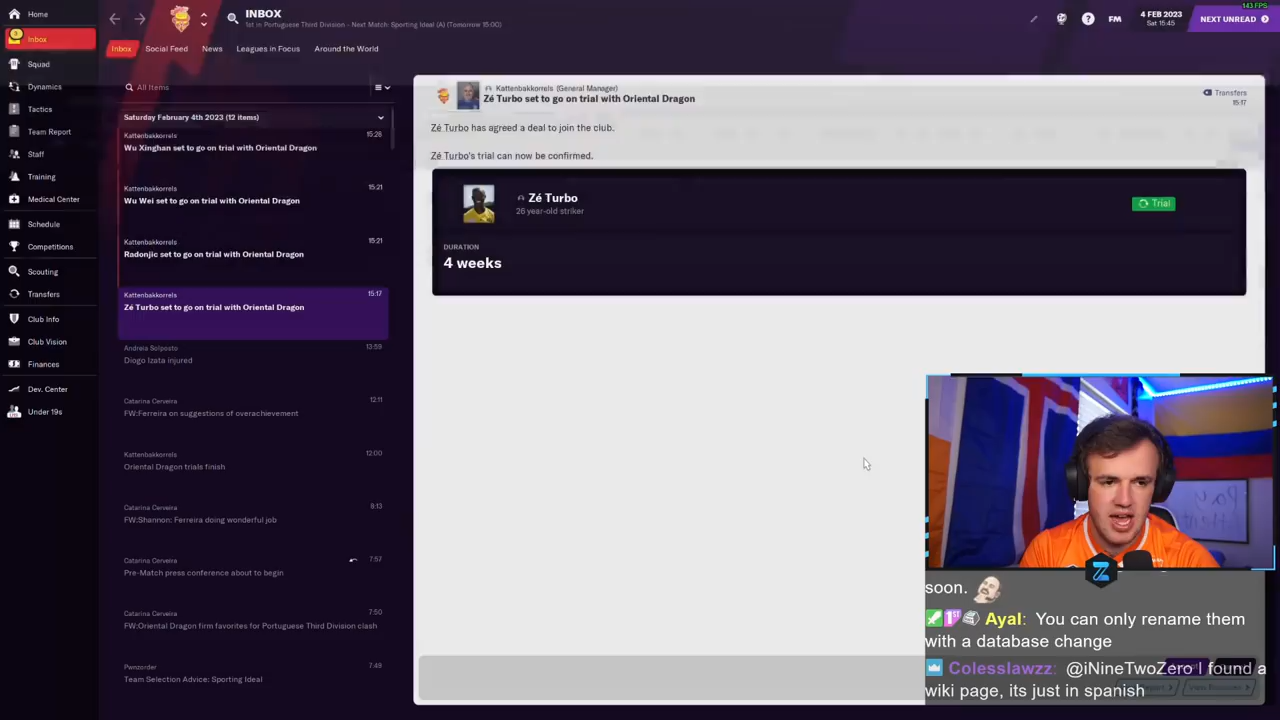 Home
Inbox
Squad
Dynamics
Tactics
Team Report
Staff
Training
Medical Center
Schedule
Competitions
Scouting
Transfers
Club Info
Club Vision
Finances
Dev. Center
Under 19s
INBOX
1st in Portuguese Third Division - Next Match: Sporting Ideal (A) (Tomorrow 15:00)
FM
4 FEB 2023
Sat 15:45
143 FPS
NEXT UNREAD
Inbox Social Feed News Leagues in Focus Around the World
All Items
Saturday February 4th 2023 (12 items)
Kattenbakkorrels 15:28
Wu Xinghan set to go on trial with Oriental Dragon
Kattenbakkorrels 15:21
Wu Wei set to go on trial with Oriental Dragon
Kattenbakkorrels 15:21
Radonjic set to go on trial with Oriental Dragon
Kattenbakkorrels 15:17
Zé Turbo set to go on trial with Oriental Dragon
Andreia Solposto 13:59
Diogo Izata injured
Catarina Cerveira 12:11
FW:Ferreira on suggestions of overachievement
Kattenbakkorrels 12:00
Oriental Dragon trials finish
Catarina Cerveira 8:13
FW:Shannon: Ferreira doing wonderful job
Catarina Cerveira 7:57
Pre-Match press conference about to begin
Catarina Cerveira 7:50
FW:Oriental Dragon firm favorites for Portuguese Third Division clash
Pwnzorder 7:49
Team Selection Advice: Sporting Ideal
Kattenbakkorrels (General Manager)
Zé Turbo set to go on trial with Oriental Dragon
Transfers
15:17
Zé Turbo has agreed a deal to join the club.
Zé Turbo's trial can now be confirmed.
Zé Turbo
26 year-old striker
Trial
DURATION
4 weeks
soon.
Ayal: You can only rename them
with a database change
Colesslawzz: @iNineTwoZero I found a
wiki page, its just in spanish